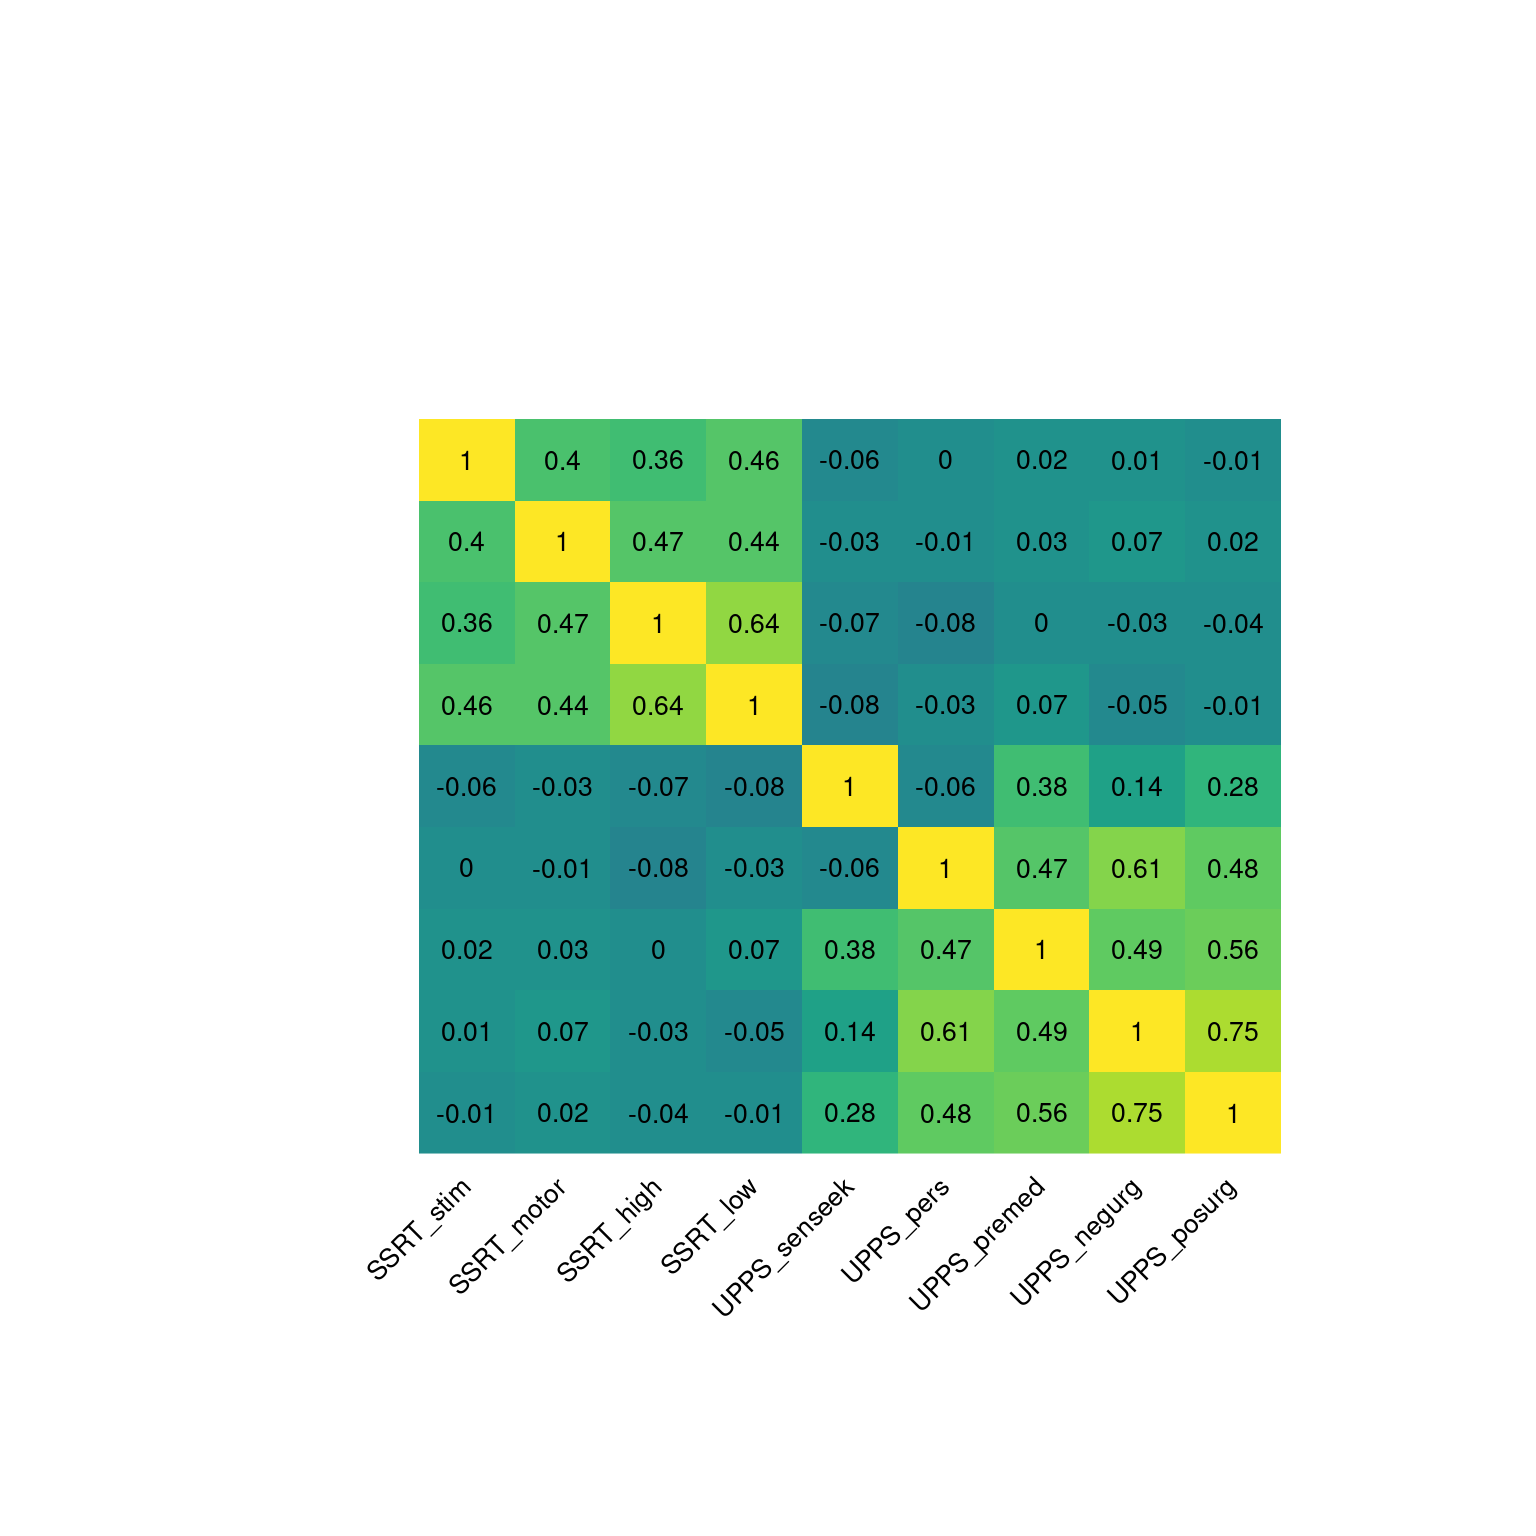 1 0.4 0.36 0.46 -0.06 0 0.02 0.01 -0.01
0.4 1 0.47 0.44 -0.03 -0.01 0.03 0.07 0.02
0.36 0.47 1 0.64 -0.07 -0.08 0 -0.03 -0.04
0.46 0.44 0.64 1 -0.08 -0.03 0.07 -0.05 -0.01
-0.06 -0.03 -0.07 -0.08 1 -0.06 0.38 0.14 0.28
0 -0.01 -0.08 -0.03 -0.06 1 0.47 0.61 0.48
0.02 0.03 0 0.07 0.38 0.47 1 0.49 0.56
0.01 0.07 -0.03 -0.05 0.14 0.61 0.49 1 0.75
-0.01 0.02 -0.04 -0.01 0.28 0.48 0.56 0.75 1
SSRT_stim
SSRT_motor
SSRT_high
SSRT_low
UPPS_senseek
UPPS_pers
UPPS_premed
UPPS_negurg
UPPS_posurg